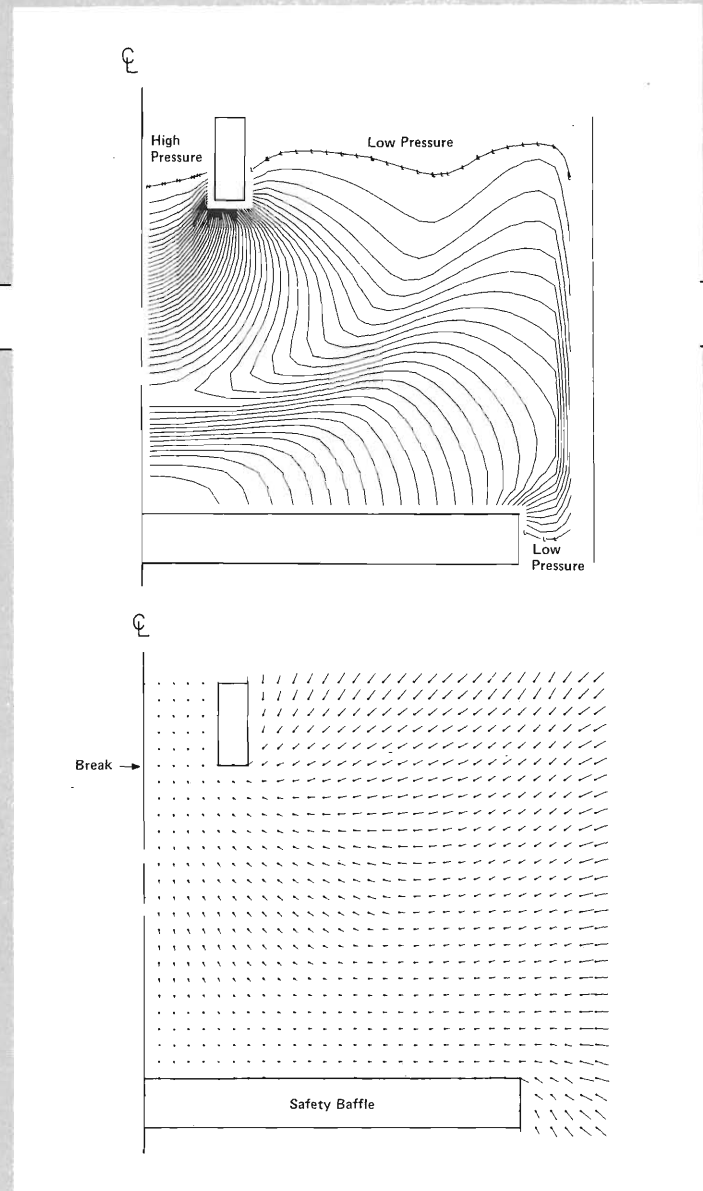 ℄
High
Pressure
Low Pressure
Low
Pressure
℄
Break
Safety Baffle